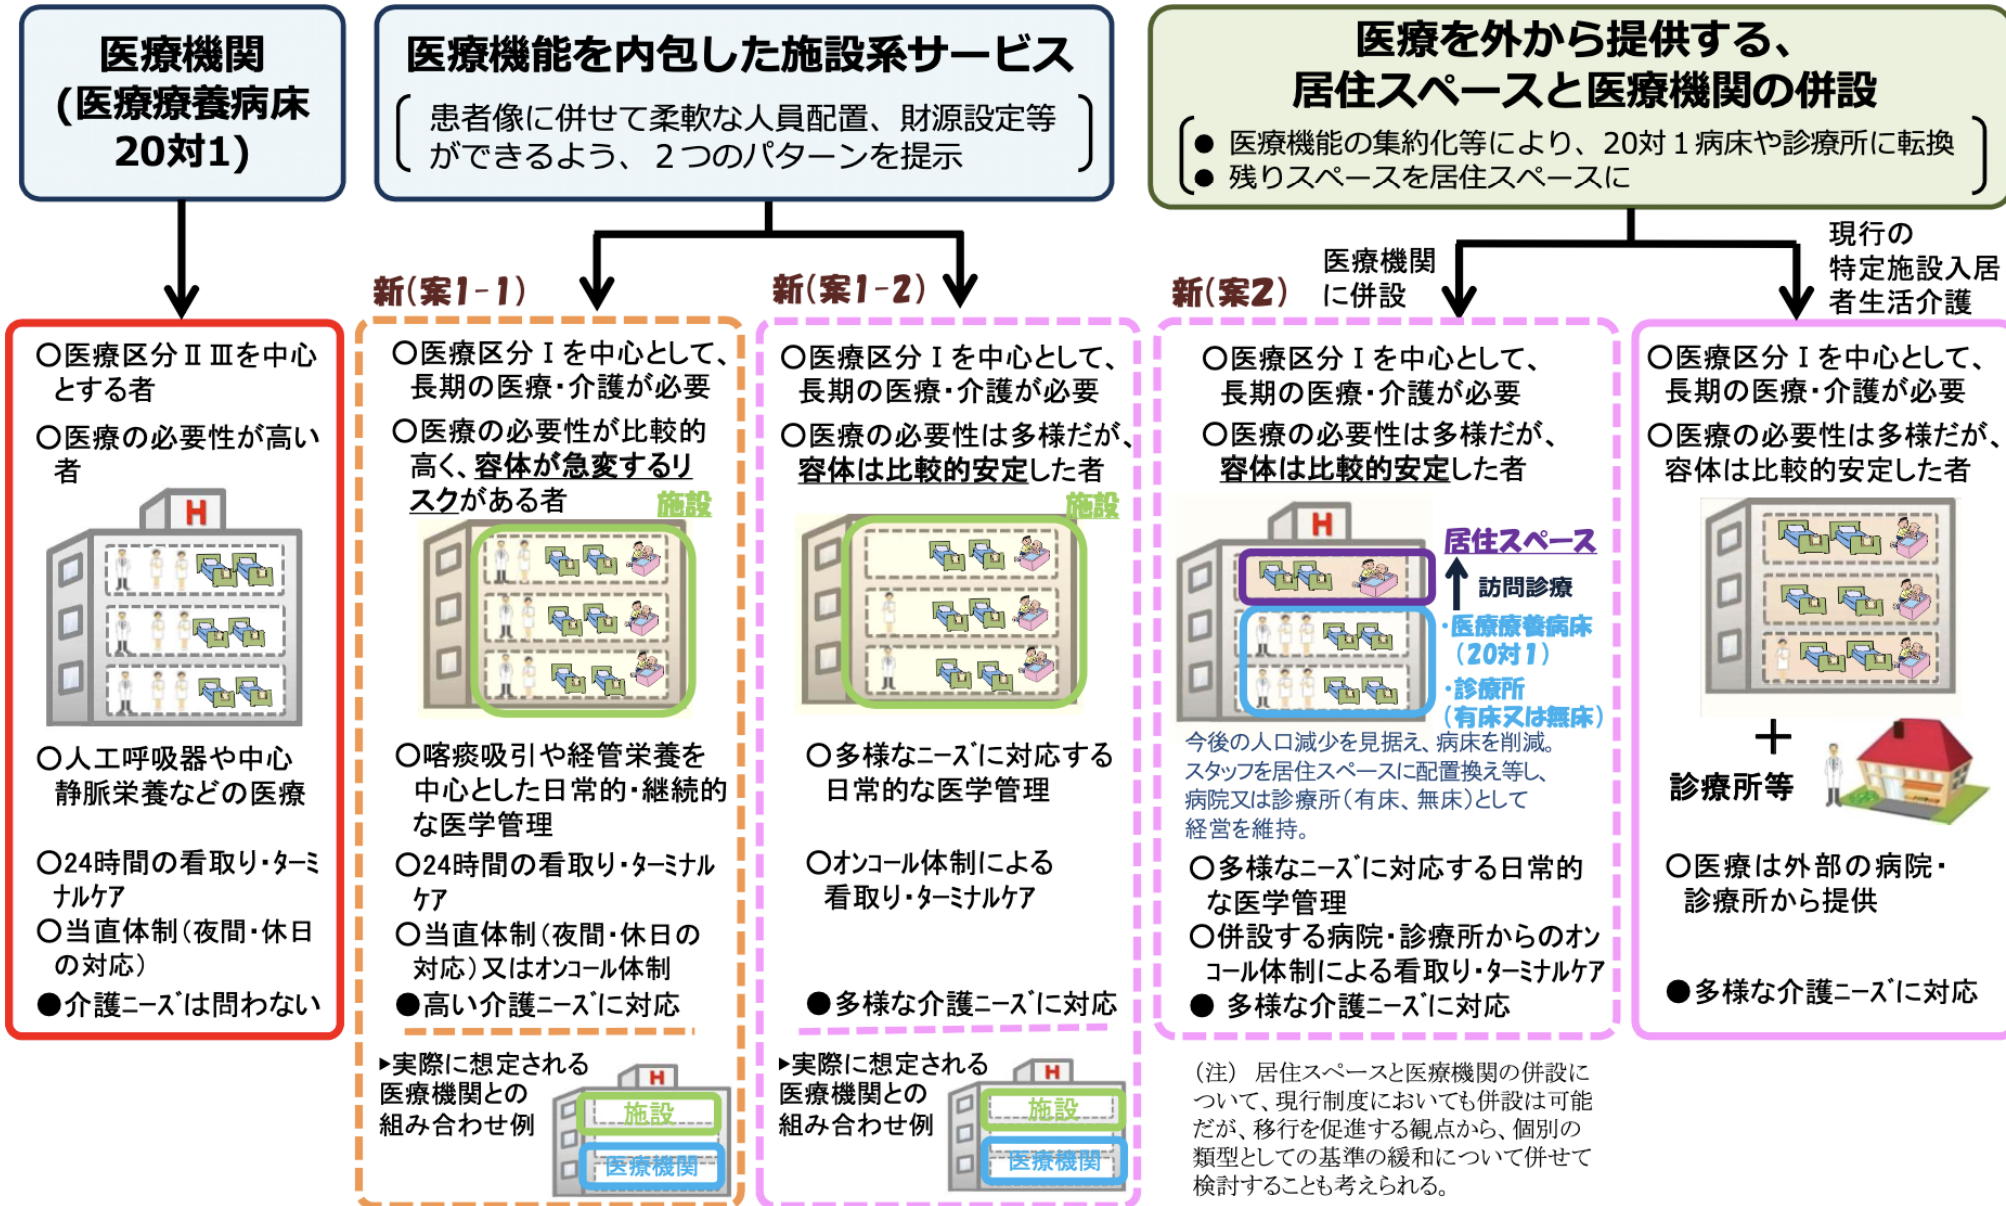 医療機関
(医療療養病床
20対1)
医療機能を内包した施設系サービス
患者像に併せて柔軟な人員配置、財源設定等
ができるよう、２つのパターンを提示
医療を外から提供する、
居住スペースと医療機関の併設
● 医療機能の集約化等により、20対１病床や診療所に転換
● 残りスペースを居住スペースに
○医療区分ⅡⅢを中心
とする者
○医療の必要性が高い
者
H
○人工呼吸器や中心
静脈栄養などの医療
○24時間の看取り・ターミ
ナルケア
○当直体制（夜間・休日
の対応）
●介護ニーズは問わない
新(案1-1)
○医療区分Ⅰを中心として、
長期の医療・介護が必要
○医療の必要性が比較的
高く、容体が急変するリ
スクがある者
施設
○喀痰吸引や経管栄養を
中心とした日常的・継続的
な医学管理
○24時間の看取り・ターミナル
ケア
○当直体制（夜間・休日の
対応）又はオンコール体制
●高い介護ニーズに対応
▶実際に想定される
医療機関との
組み合わせ例
H
施設
医療機関
新(案1-2)
○医療区分Ⅰを中心として、
長期の医療・介護が必要
○医療の必要性は多様だが、
容体は比較的安定した者
施設
○多様なニーズに対応する
日常的な医学管理
○オンコール体制による
看取り・ターミナルケア
●多様な介護ニーズに対応
▶実際に想定される
医療機関との
組み合わせ例
H
施設
医療機関
新(案2)
医療機関
に併設
○医療区分Ⅰを中心として、
長期の医療・介護が必要
○医療の必要性は多様だが、
容体は比較的安定した者
H
居住スペース
訪問診療
・医療療養病床
(20対1)
・診療所
(有床又は無床)
今後の人口減少を見据え、病床を削減。
スタッフを居住スペースに配置換え等し、
病院又は診療所（有床、無床）として
経営を維持。
○多様なニーズに対応する日常的
な医学管理
○併設する病院・診療所からのオン
コール体制による看取り・ターミナルケア
● 多様な介護ニーズに対応
（注） 居住スペースと医療機関の併設に
ついて、現行制度においても併設は可能
だが、移行を促進する観点から、個別の
類型としての基準の緩和について併せて
検討することも考えられる。
現行の
特定施設入居
者生活介護
○医療区分Ⅰを中心として、
長期の医療・介護が必要
○医療の必要性は多様だが、
容体は比較的安定した者
＋
診療所等
○医療は外部の病院・
診療所から提供
●多様な介護ニーズに対応